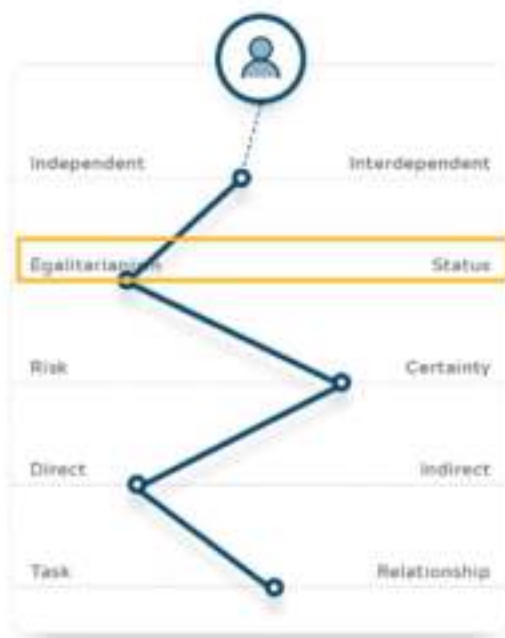 Independent Interdependent
Egalitarianism Status
Risk Certainty
Direct Indirect
Task Relationship